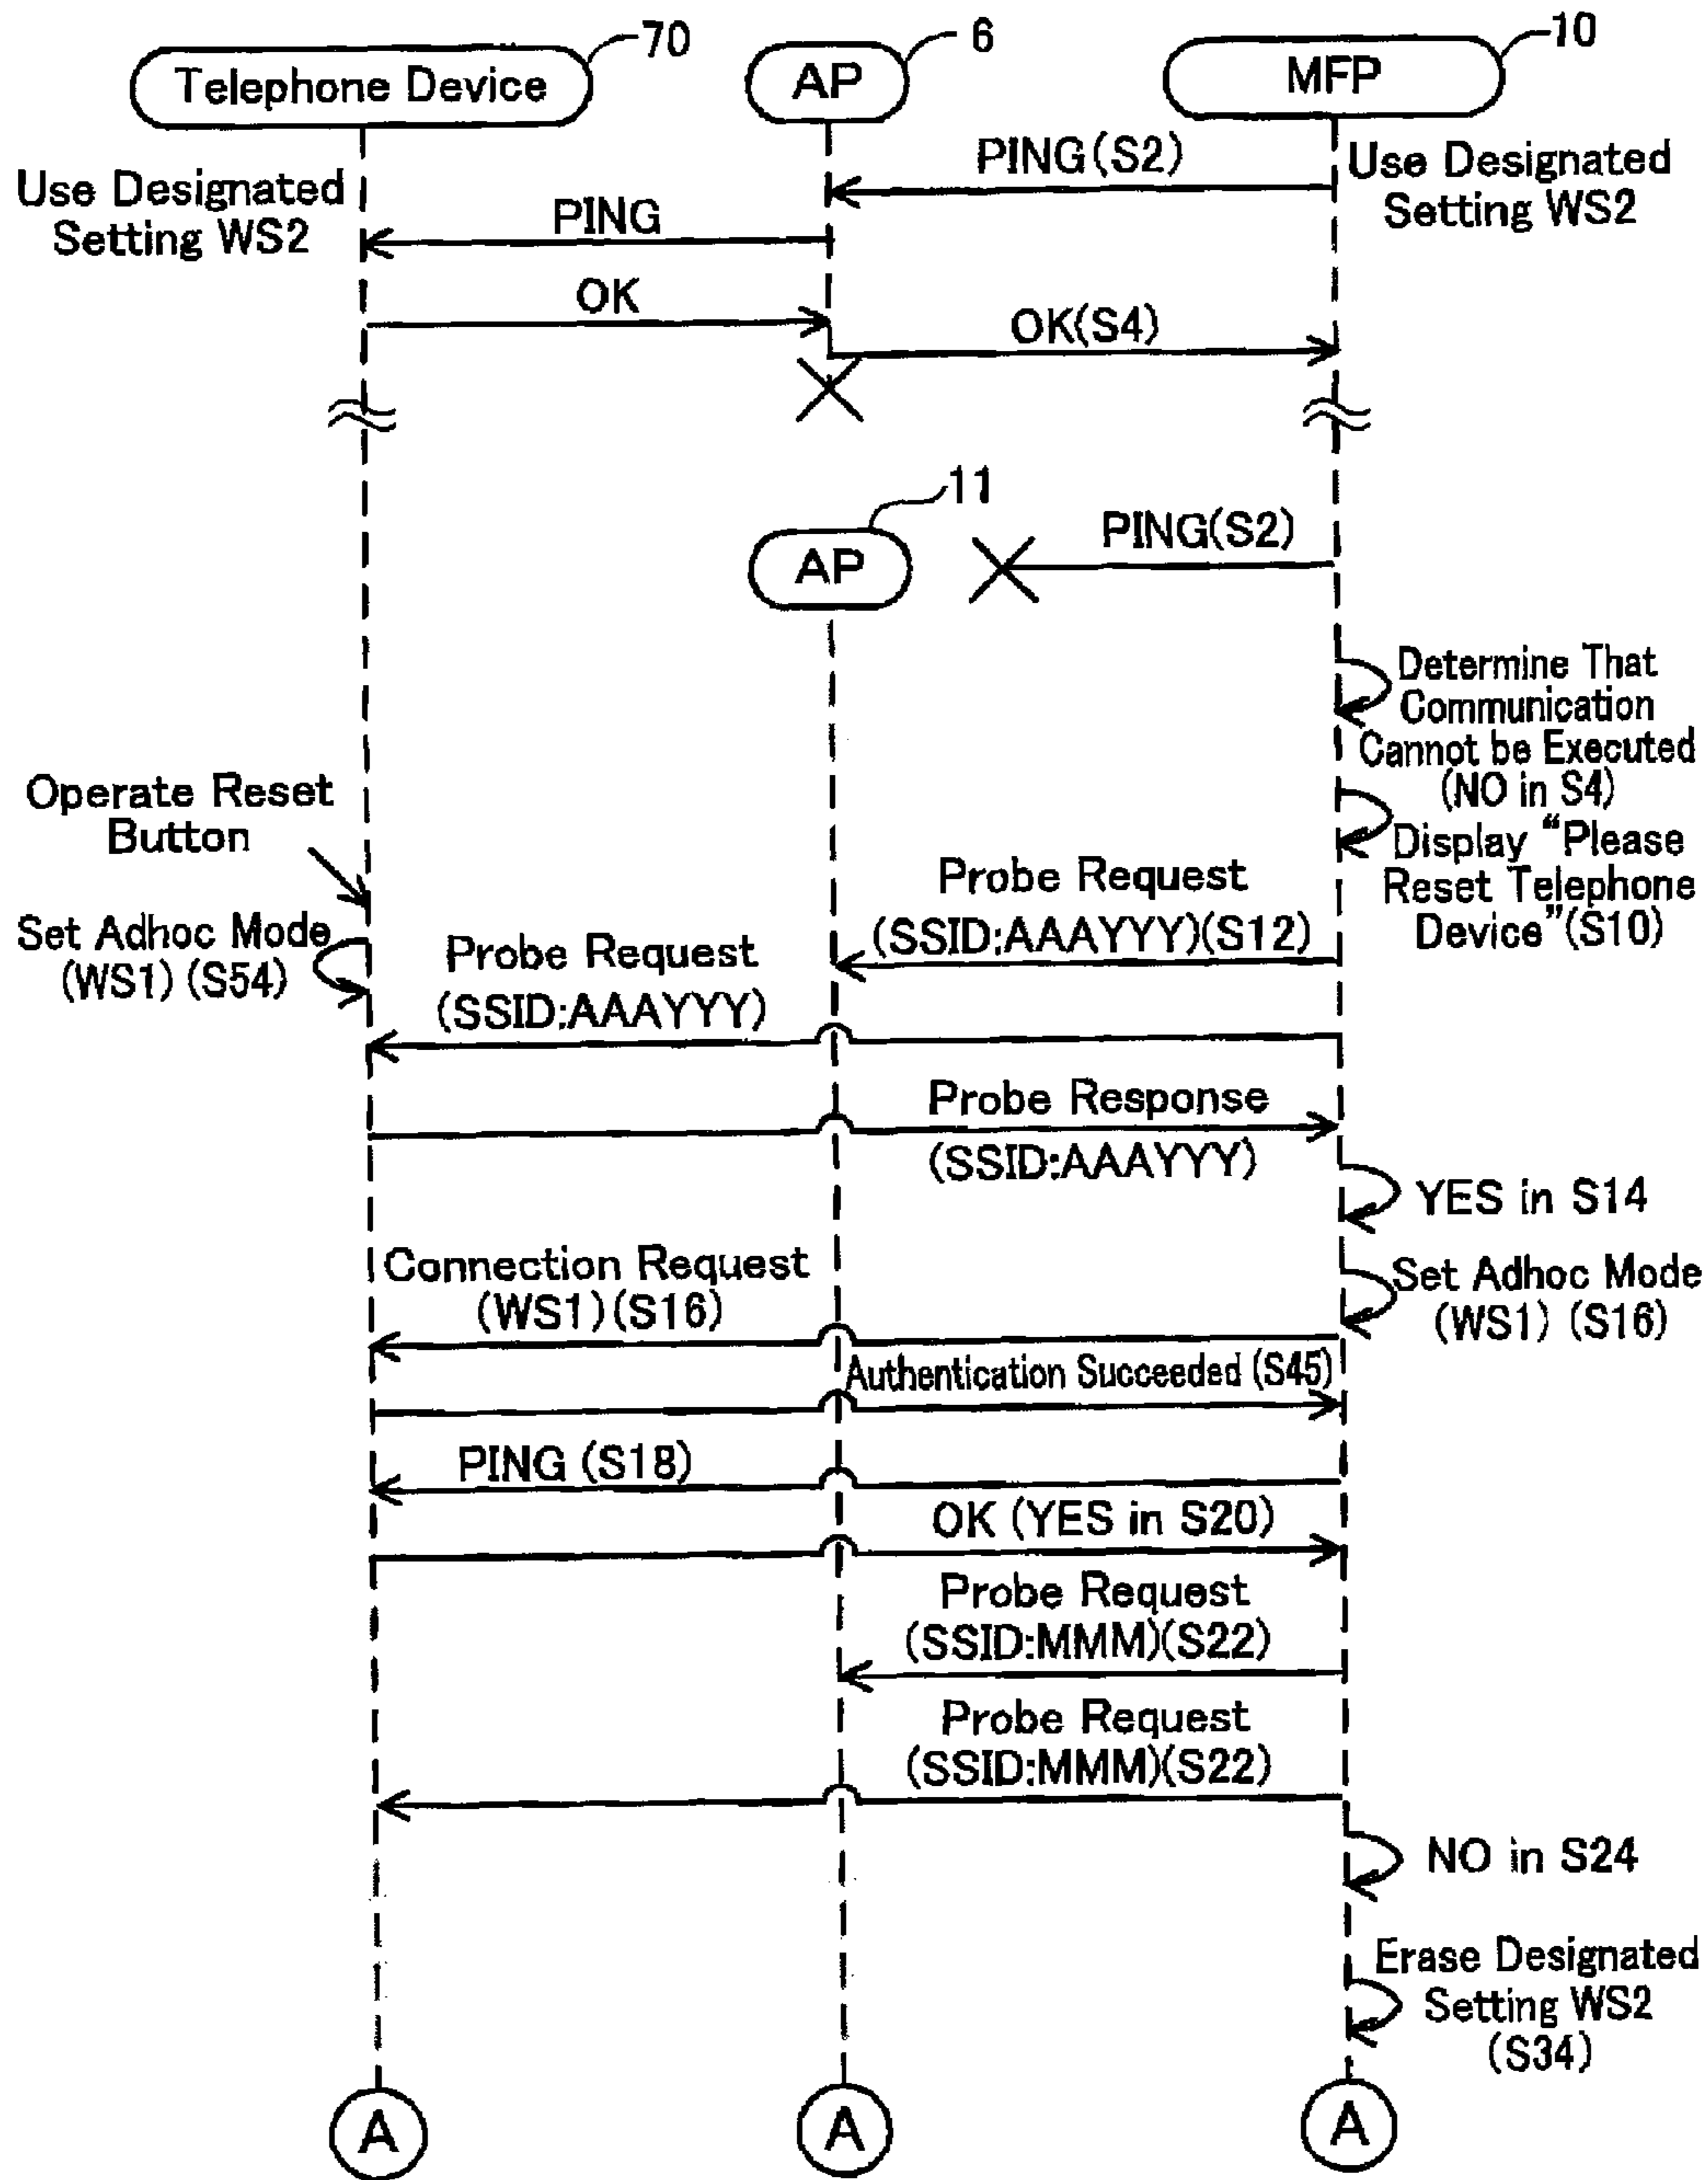 70
6
10
Telephone Device
AP
MFP
Use Designated
Setting WS2
PING(S2)
Use Designated
Setting WS2
PING
OK
OK(S4)
11
AP
PING(S2)
Determine That
Communication
Cannot be Executed
(NO in S4)
Operate Reset
Button
Display "Please
Reset Telephone
Device"(S10)
Probe Request
(SSID:AAAYYY)(S12)
Set Adhoc Mode
(WS1) (S54)
Probe Request
(SSID:AAAYYY)
Probe Response
(SSID:AAAYYY)
YES in S14
Connection Request
(WS1)(S16)
Set Adhoc Mode
(WS1) (S16)
Authentication Succeeded (S45)
PING (S18)
OK (YES in S20)
Probe Request
(SSID:MMM)(S22)
Probe Request
(SSID:MMM)(S22)
NO in S24
Erase Designated
Setting WS2
(S34)
A
A
A